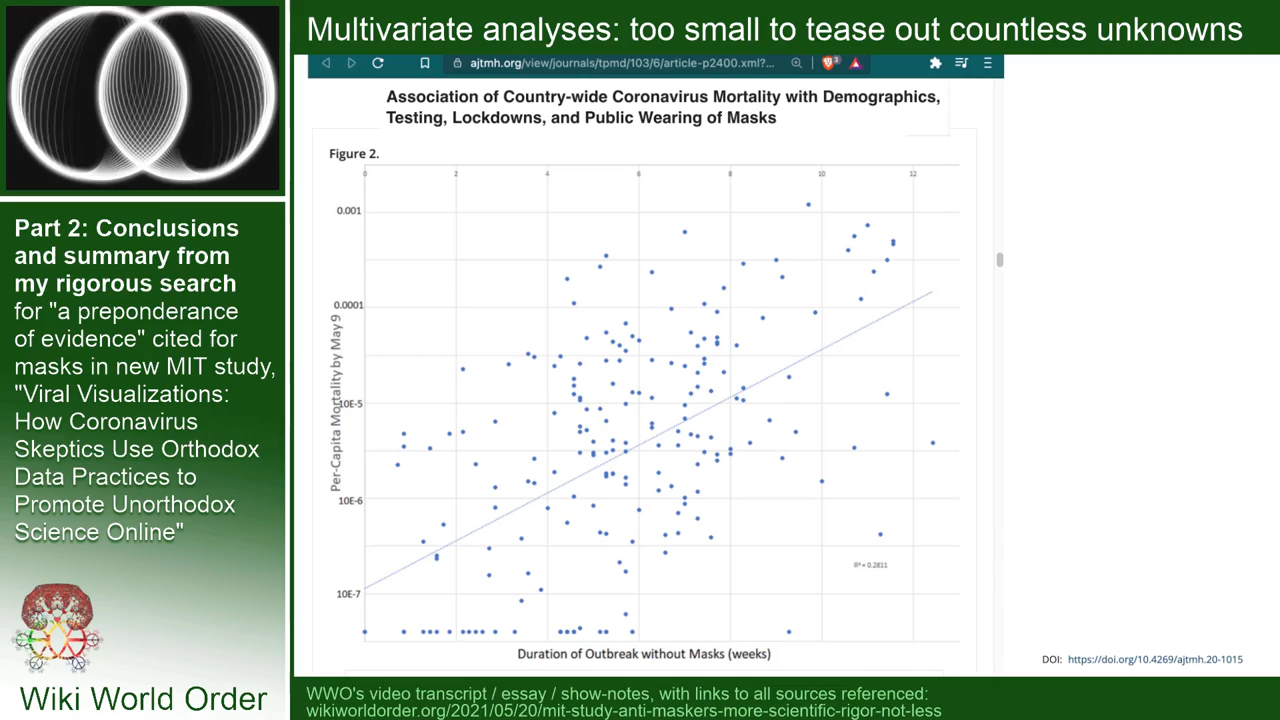 Multivariate analyses: too small to tease out countless unknowns
ajtmh.org/view/journals/tpmd/103/6/article-p2400.xml?...
3
Association of Country-wide Coronavirus Mortality with Demographics,
Testing, Lockdowns, and Public Wearing of Masks
Figure 2.
0 2 4 6 8 10 12
0.001
0.0001
10E-5
10E-6
10E-7
Per-Capita Mortality by May 9
R² = 0.2811
Duration of Outbreak without Masks (weeks)
Part 2: Conclusions
and summary from
my rigorous search
for "a preponderance
of evidence" cited for
masks in new MIT study,
"Viral Visualizations:
How Coronavirus
Skeptics Use Orthodox
Data Practices to
Promote Unorthodox
Science Online"
Wiki World Order
DOI: https://doi.org/10.4269/ajtmh.20-1015
WWO's video transcript / essay / show-notes, with links to all sources referenced:
wikiworldorder.org/2021/05/20/mit-study-anti-maskers-more-scientific-rigor-not-less